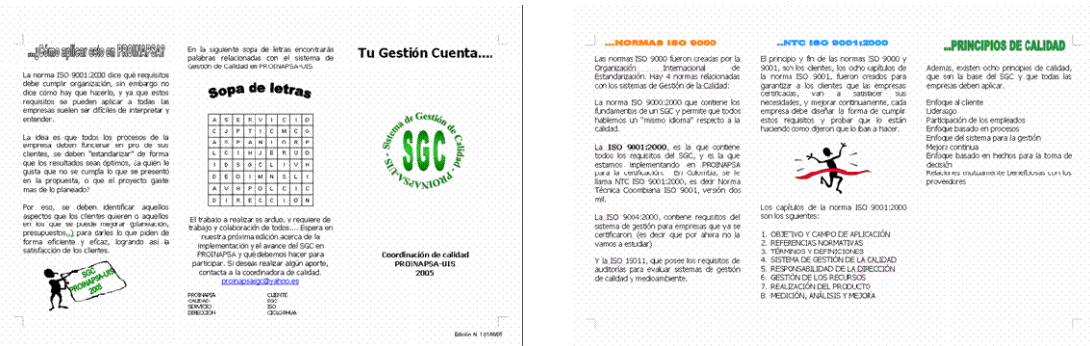 ...¿Cómo aplicar esto en PROINAPSA?
La norma ISO 9001:2000 dice qué requisitos
debe cumplir organización, sin embargo no
dice cómo hay que hacerlo, y ya que estos
requisitos se pueden aplicar a todas las
empresas suelen ser difíciles de interpretar y
entender.
La idea es que todos los procesos de la
empresa deben funcionar en pro de sus
clientes, se deben "estandarizar" de forma
que los resultados sean óptimos, ¿a quién le
gusta que no se cumpla lo que se presentó
en la propuesta, o que el proyecto gaste
mas de lo planeado?
Por eso, se deben identificar aquellos
aspectos que los clientes quieren o aquellos
en los que se puede mejorar (planeación,
presupuestos,,) para darles lo que piden de
forma eficiente y eficaz, logrando así la
satisfacción de los clientes.
SGC
PROINAPSA-UIS
2005
En la siguiente sopa de letras encontrarás
palabras relacionadas con el sistema de
Gestión de Calidad en PROINAPSA-UIS
Sopa de letras
A S E R V I C I O
C J P T I C M C G
A S P A N I O R P
L C I H J B R U O
I D S O C L I V H
D E O I M N S L I
A V H P O L C I C
D I R E C C I O N
El trabajo a realizar es arduo, y requiere de
trabajo y colaboración de todos.... Espera en
nuestra próxima edición acerca de la
implementación y el avance del SGC en
PROINAPSA y qué debemos hacer para
participar. Si deseas realizar algún aporte,
contacta a la coordinadora de calidad.
proinapsasgc@yahoo.es
PROINAPSA CLIENTE
CALIDAD SGC
SERVICIO ISO
DIRECCION CICLOPHVA
Tu Gestión Cuenta....
Sistema de Gestión de Calidad - PROINAPSA-UIS -
SGC
Coordinación de calidad
PROINAPSA-UIS
2005
Edición N. 1
...NORMAS ISO 9000
Las normas ISO 9000 fueron creadas por la
Organización Internacional de
Estandarización. Hay 4 normas relacionadas
con los sistemas de Gestión de la Calidad:
La norma ISO 9000:2000 que contiene los
fundamentos de un SGC y permite que todos
hablemos un "mismo idioma" respecto a la
calidad.
La ISO 9001:2000, es la que contiene
todos los requisitos del SGC, y es la que
estamos implementando en PROINAPSA
para la certificación. En Colombia, se le
llama NTC ISO 9001:2000, es decir Norma
Técnica Coombiana ISO 9001, versión dos
mil.
La ISO 9004:2000, contiene requisitos del
sistema de gestión para empresas que ya se
certificaron, (es decir que por ahora no la
vamos a estudiar)
Y la ISO 19011, que posee los requisitos de
auditorías para evaluar sistemas de gestión
de calidad y medioambiente.
...NTC ISO 9001:2000
El principio y fin de las normas ISO 9000 y
9001, son los clientes, los ocho capítulos de
la norma ISO 9001, fueron creados para
garantizar a los clientes que las empresas
certificadas, van a satisfacer sus
necesidades, y mejorar continuamente, cada
empresa debe diseñar la forma de cumplir
estos requisitos y probar que lo están
haciendo como dijeron que lo iban a hacer.
Los capítulos de la norma ISO 9001:2000
son los siguientes:
1. OBJETIVO Y CAMPO DE APLICACIÓN
2. REFERENCIAS NORMATIVAS
3. TÉRMINOS Y DEFINICIONES
4. SISTEMA DE GESTIÓN DE LA CALIDAD
5. RESPONSABILIDAD DE LA DIRECCIÓN
6. GESTIÓN DE LOS RECURSOS
7. REALIZACIÓN DEL PRODUCTO
8. MEDICIÓN, ANÁLISIS Y MEJORA
...PRINCIPIOS DE CALIDAD
Además, existen ocho principios de calidad,
que son la base del SGC y que todas las
empresas deben aplicar.
Enfoque al cliente
Liderazgo
Participación de los empleados
Enfoque basado en procesos
Enfoque del sistema para la gestión
Mejora continua
Enfoque basado en hechos para la toma de
decisión
Relaciones mutuamente beneficiosas con los
proveedores